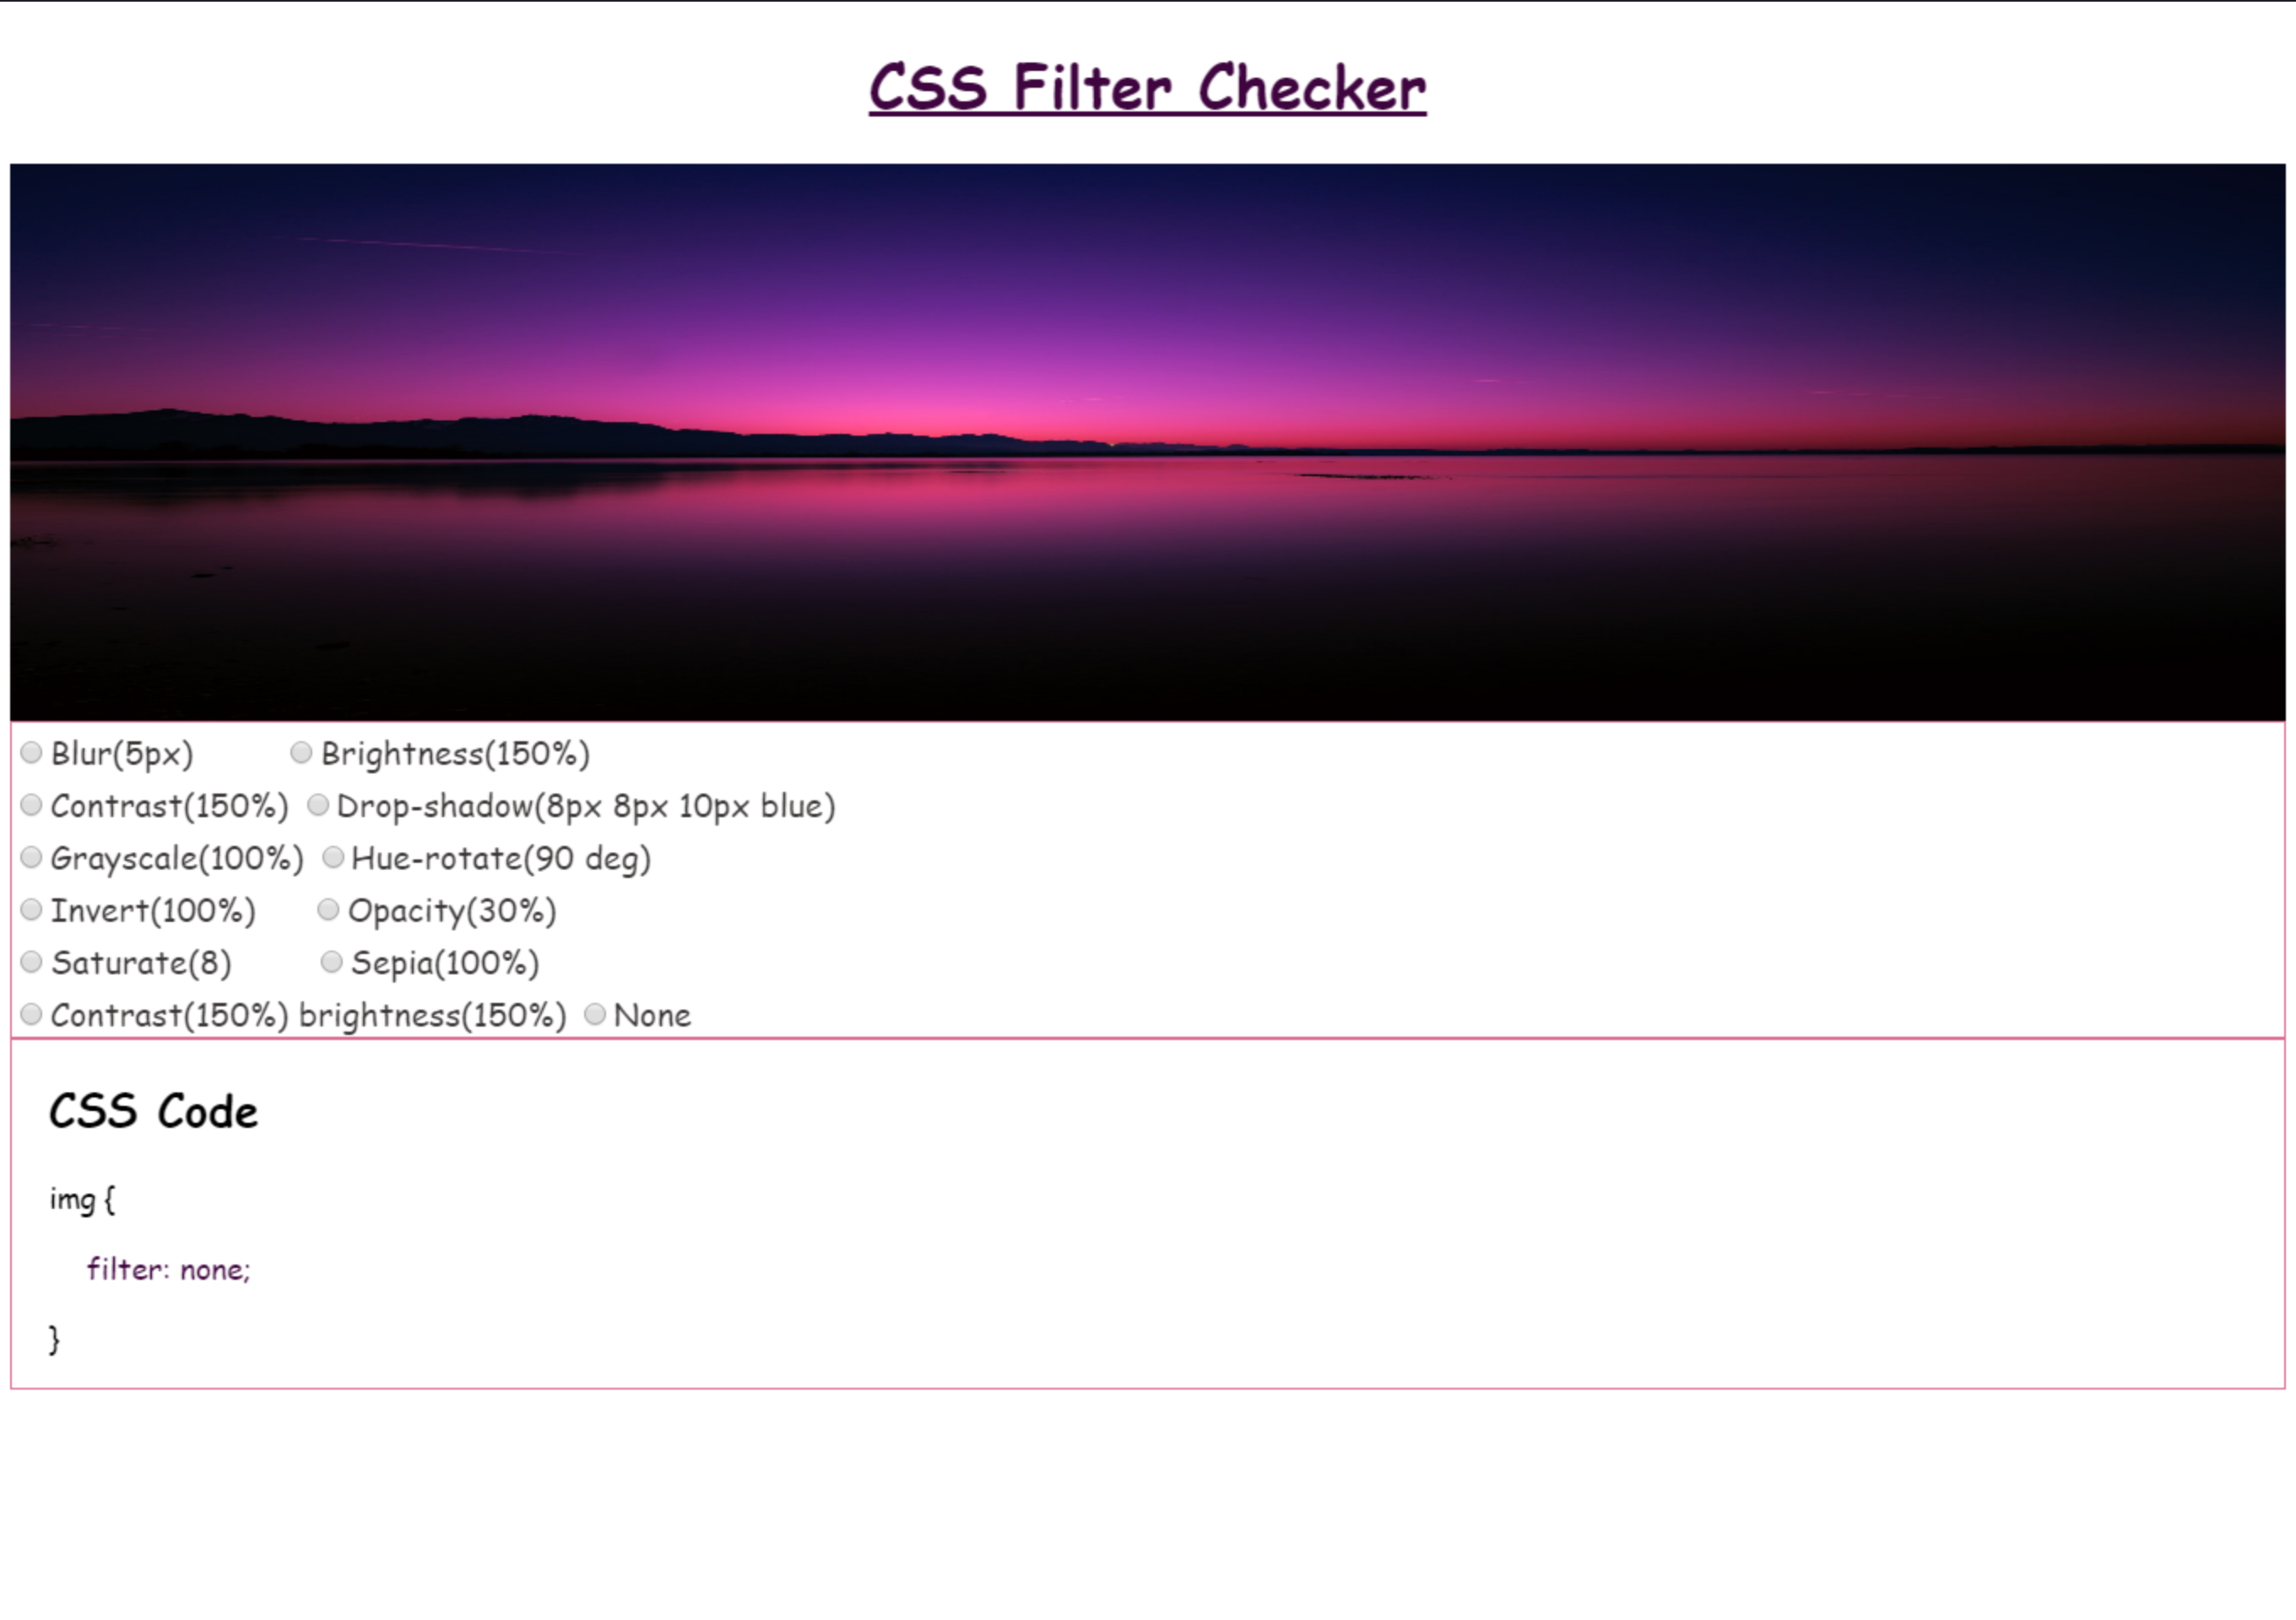 CSS Filter Checker
Blur(5px) Brightness(150%)
Contrast(150%) Drop-shadow(8px 8px 10px blue)
Grayscale(100%) Hue-rotate(90 deg)
Invert(100%) Opacity(30%)
Saturate(8) Sepia(100%)
Contrast(150%) brightness(150%) None
CSS Code
img {
filter: none;
}